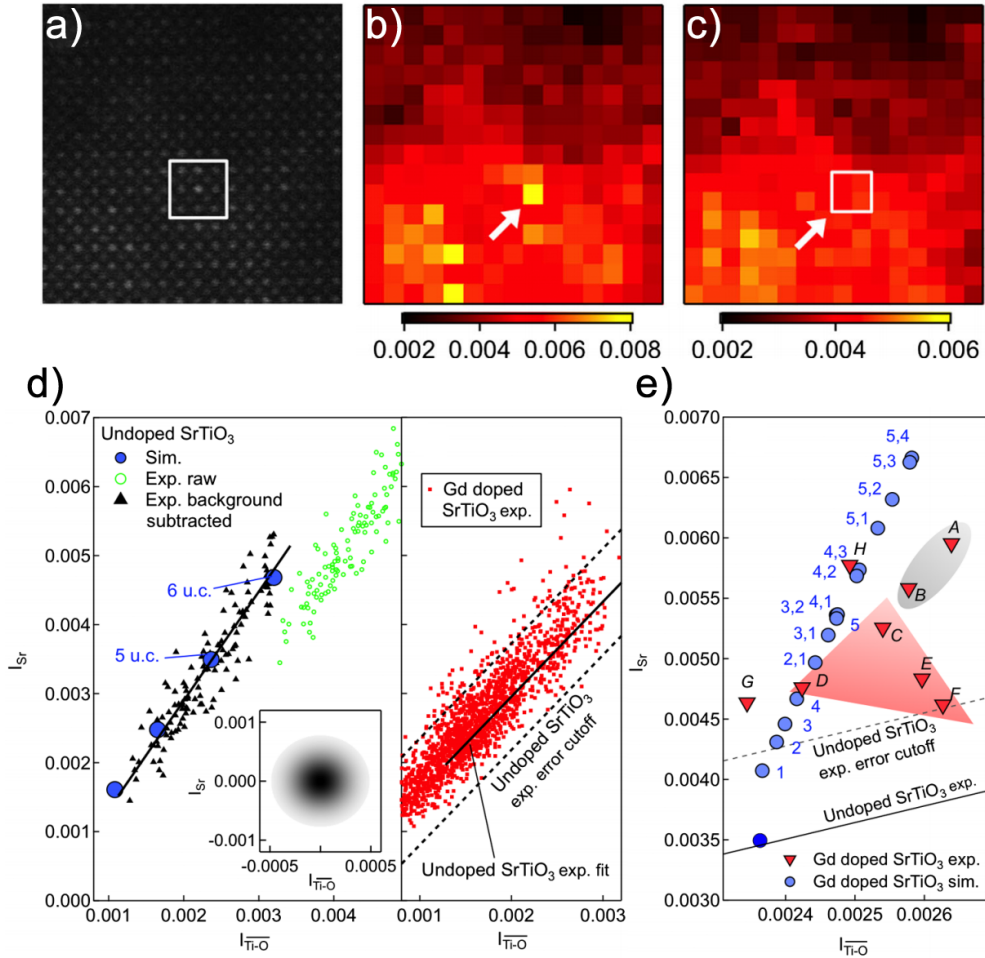 a)
b)
c)
0.002 0.004 0.006 0.008
0.002 0.004 0.006
d)
0.007
0.006
0.005
0.004
0.003
0.002
0.001
I_Sr
Undoped SrTiO₃
Sim.
Exp. raw
Exp. background
subtracted
6 u.c.
5 u.c.
0.001
0.000
-0.001
I_Sr
-0.0005 0.0005
I_Ti-O
0.001 0.002 0.003 0.004
I_Ti-O
Gd doped
SrTiO₃ exp.
Undoped SrTiO₃
exp. error cutoff
Undoped SrTiO₃ exp. fit
0.001 0.002 0.003
I_Ti-O
e)
0.0070
0.0065
0.0060
0.0055
0.0050
0.0045
0.0040
0.0035
0.0030
I_Sr
5,4
5,3
5,2
5,1
4,3
4,2
4,1
3,2
5
3,1
2,1
4
3
2
1
A
H
B
C
E
D
F
G
Undoped SrTiO₃
exp. error cutoff
Undoped SrTiO₃ exp.
Gd doped SrTiO₃ exp.
Gd doped SrTiO₃ sim.
0.0024 0.0025 0.0026
I_Ti-O